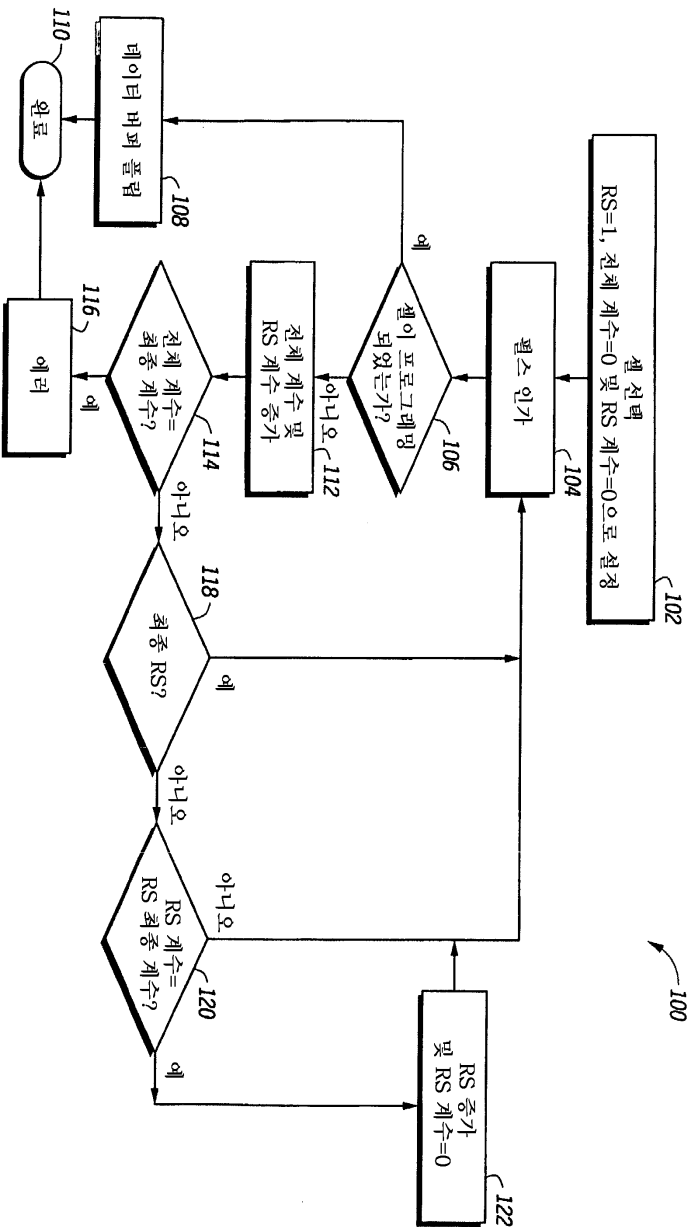 100
셀 선택
RS=1, 전체 계수=0 및 RS 계수=0으로 설정
102
펄스 인가
104
셀이 프로그래밍
되었는가?
106
예
아니오
데이터 버퍼 플립
108
완료
110
전체 계수 및
RS 계수 증가
112
전체 계수=
최종 계수?
114
예
아니오
에러
116
최종 RS?
118
예
아니오
RS 계수=
RS 최종 계수?
120
아니오
예
RS 증가
및 RS 계수=0
122